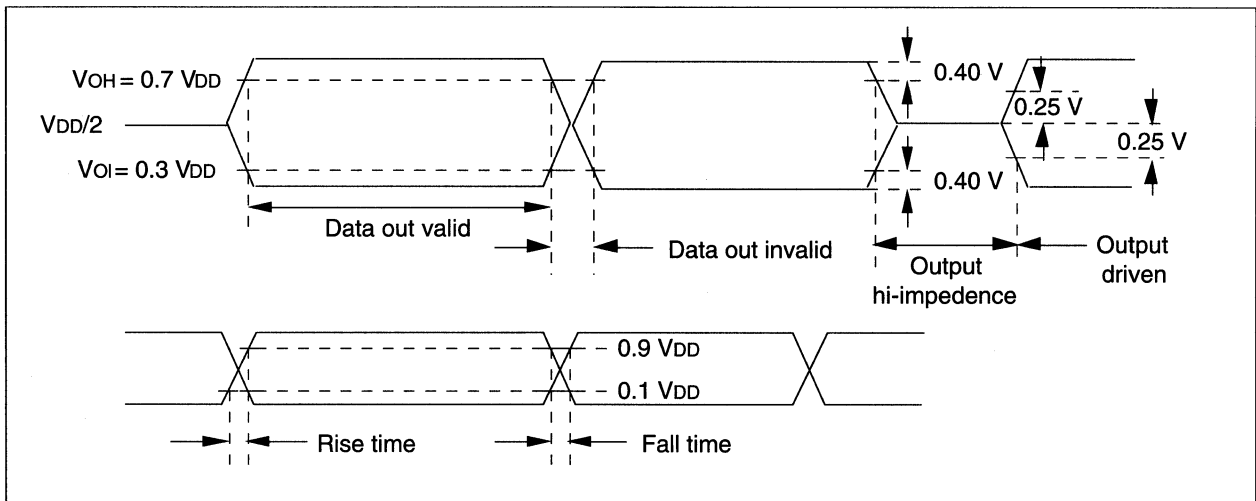 VOH = 0.7 VDD
0.40 V
0.25 V
VDD/2
0.25 V
VOl = 0.3 VDD
0.40 V
Data out valid
Data out invalid
Output
hi-impedence
Output
driven
0.9 VDD
0.1 VDD
Rise time
Fall time